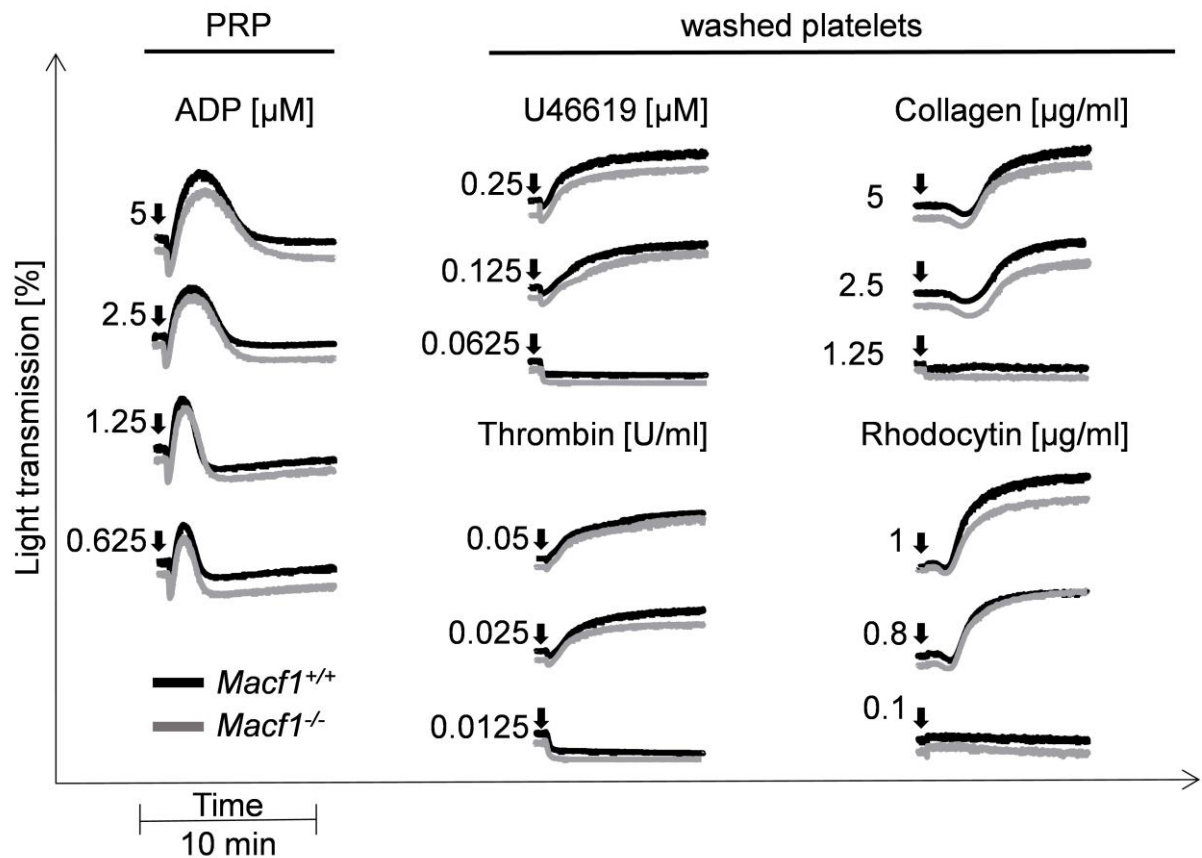 PRP
washed platelets
Light transmission [%]
ADP [µM]
5
2.5
1.25
0.625
Macf1+/+
Macf1-/-
U46619 [µM]
0.25
0.125
0.0625
Collagen [µg/ml]
5
2.5
1.25
Thrombin [U/ml]
0.05
0.025
0.0125
Rhodocytin [µg/ml]
1
0.8
0.1
Time
10 min